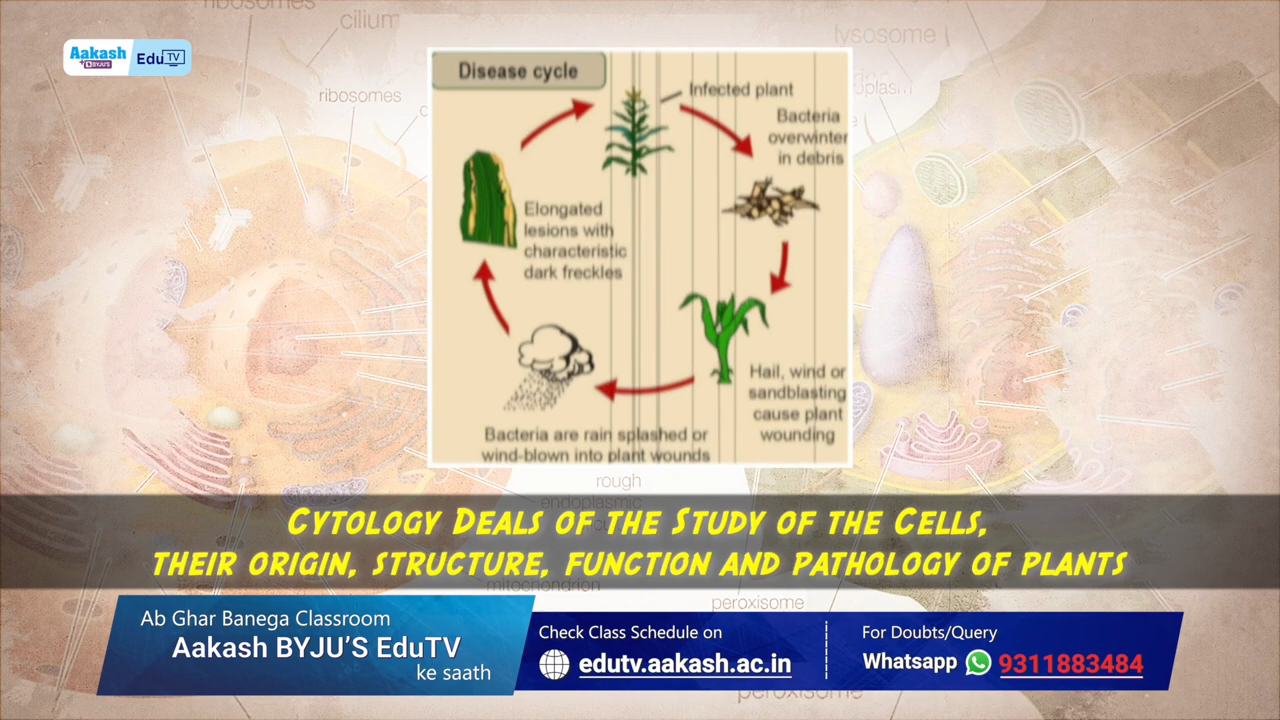 ribosomes
cilium
lysosome
Aakash
BYJU'S
EduTV
ribosomes
Disease cycle
Infected plant
Bacteria
overwinter
in debris
Elongated
lesions with
characteristic
dark freckles
Hail, wind or
sandblasting
cause plant
wounding
Bacteria are rain splashed or
wind-blown into plant wounds
rough
endoplasmic
Cytology Deals of the Study of the Cells,
their origin, structure, function and pathology of plants
mitochondrion
peroxisome
Ab Ghar Banega Classroom
Aakash BYJU'S EduTV
ke saath
Check Class Schedule on
edutv.aakash.ac.in
For Doubts/Query
Whatsapp 9311883484
peroxisome